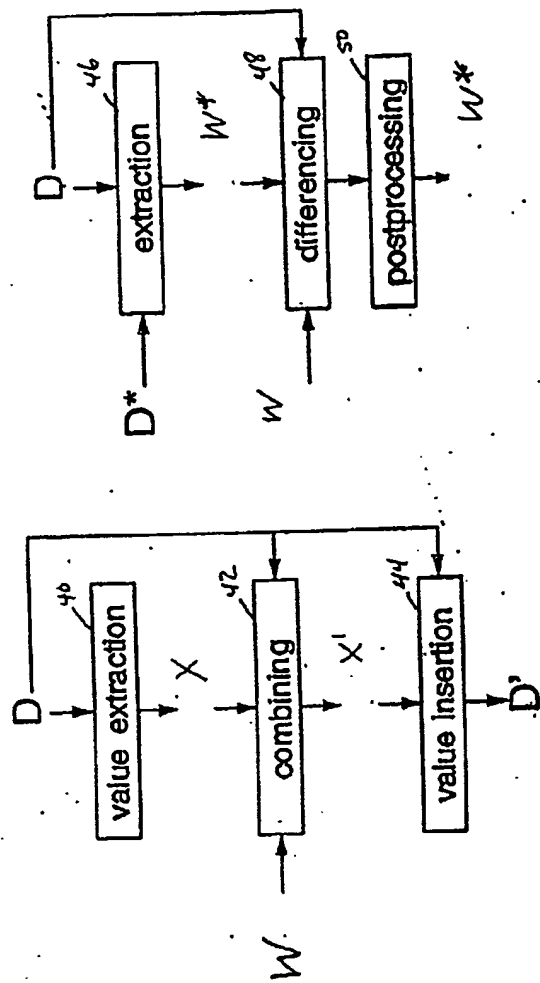 D
40
value extraction
X
W
42
combining
X'
44
value insertion
D'
D
46
D*
extraction
W*
W
48
differencing
50
postprocessing
W*